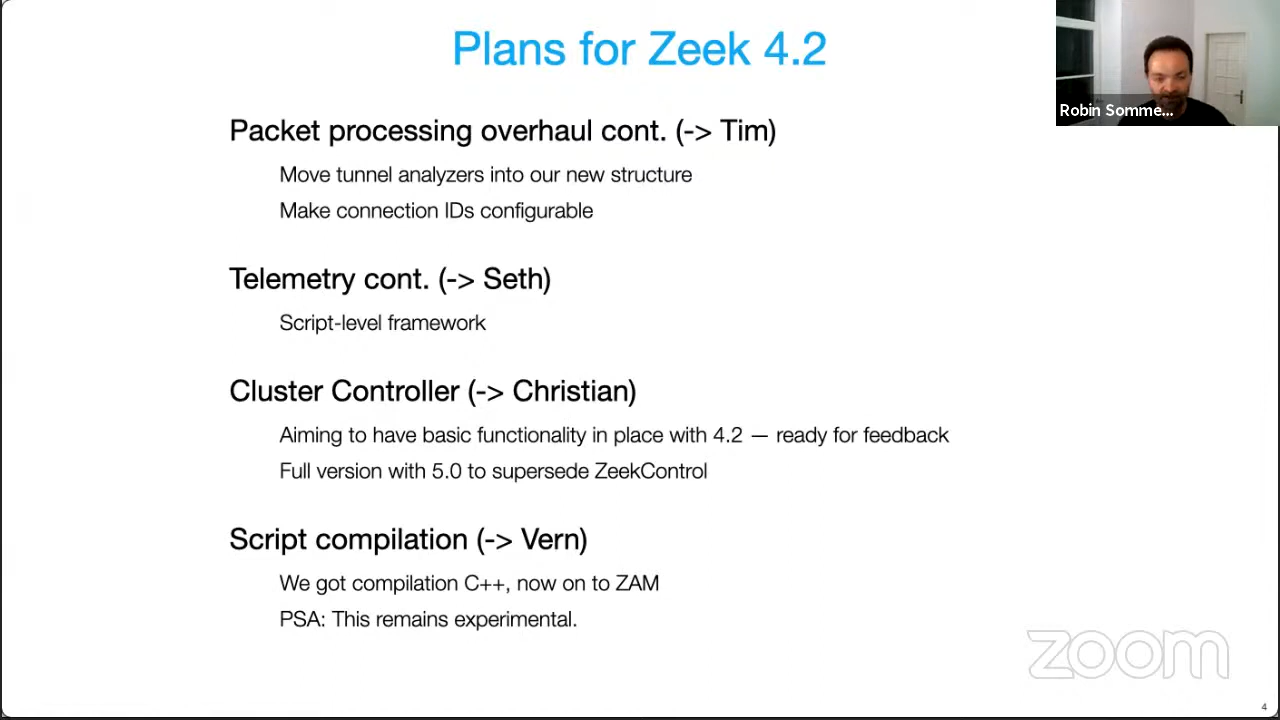 Plans for Zeek 4.2
Robin Somme...
Packet processing overhaul cont. (-> Tim)
Move tunnel analyzers into our new structure
Make connection IDs configurable
Telemetry cont. (-> Seth)
Script-level framework
Cluster Controller (-> Christian)
Aiming to have basic functionality in place with 4.2 — ready for feedback
Full version with 5.0 to supersede ZeekControl
Script compilation (-> Vern)
We got compilation C++, now on to ZAM
PSA: This remains experimental.
zoom
4